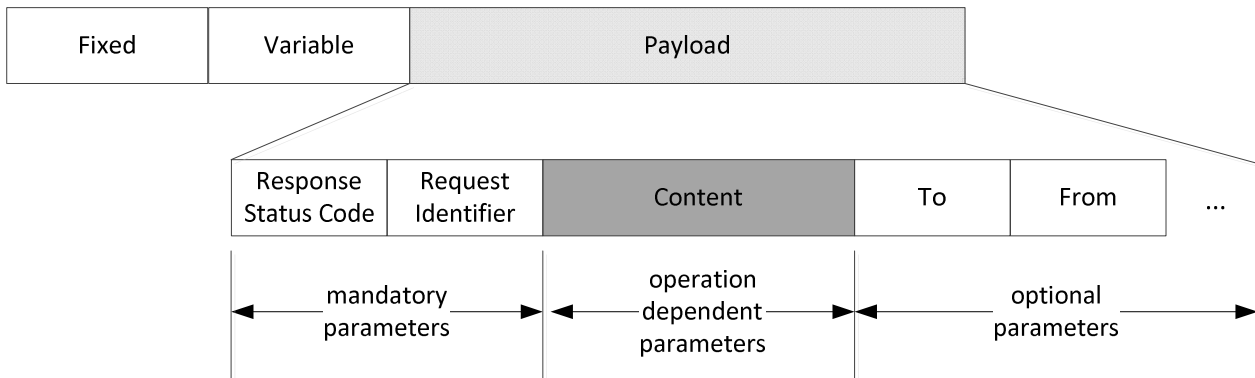 Fixed
Variable
Payload
Response
Status Code
Request
Identifier
Content
To
From
...
mandatory
parameters
operation
dependent
parameters
optional
parameters